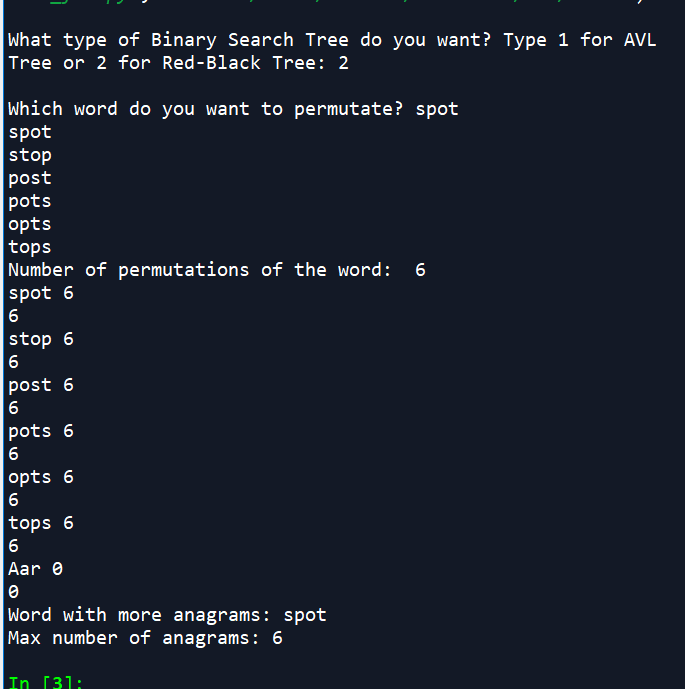 What type of Binary Search Tree do you want? Type 1 for AVL
Tree or 2 for Red-Black Tree: 2
Which word do you want to permutate? spot
spot
stop
post
pots
opts
tops
Number of permutations of the word:  6
spot 6
6
stop 6
6
post 6
6
pots 6
6
opts 6
6
tops 6
6
Aar 0
0
Word with more anagrams: spot
Max number of anagrams: 6
In [3]: